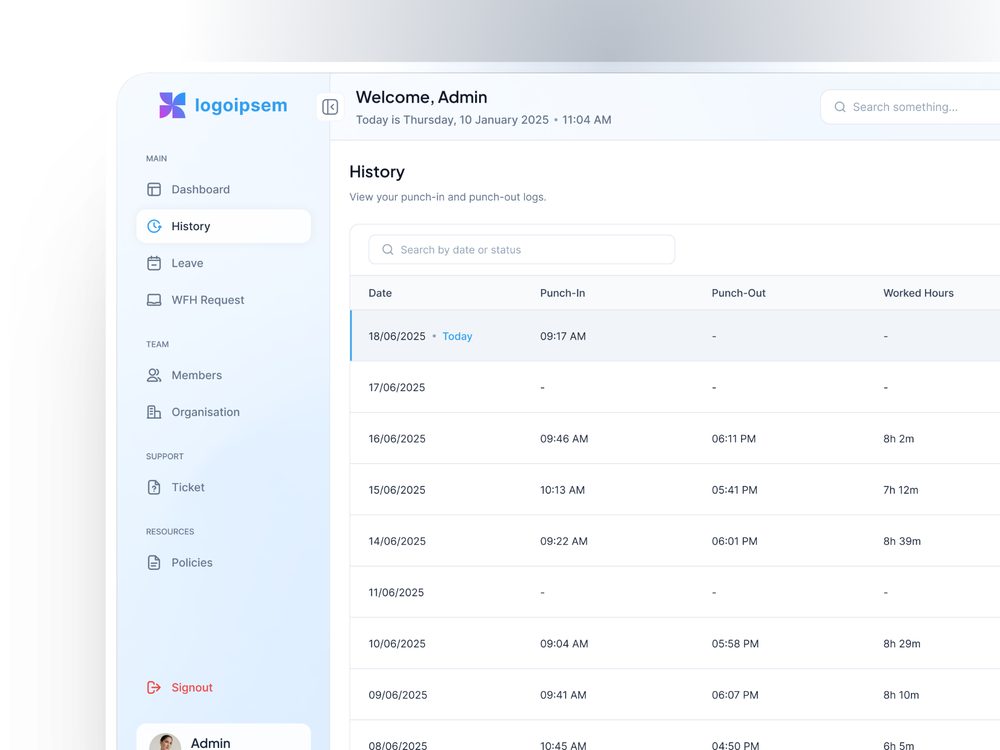 logoipsem
Welcome, Admin
Today is Thursday, 10 January 2025 • 11:04 AM
Search something...
MAIN
Dashboard
History
Leave
WFH Request
TEAM
Members
Organisation
SUPPORT
Ticket
RESOURCES
Policies
Signout
Admin
History
View your punch-in and punch-out logs.
Search by date or status
Date Punch-In Punch-Out Worked Hours
18/06/2025 • Today 09:17 AM - -
17/06/2025 - - -
16/06/2025 09:46 AM 06:11 PM 8h 2m
15/06/2025 10:13 AM 05:41 PM 7h 12m
14/06/2025 09:22 AM 06:01 PM 8h 39m
11/06/2025 - - -
10/06/2025 09:04 AM 05:58 PM 8h 29m
09/06/2025 09:41 AM 06:07 PM 8h 10m
08/06/2025 10:45 AM 04:50 PM 6h 5m